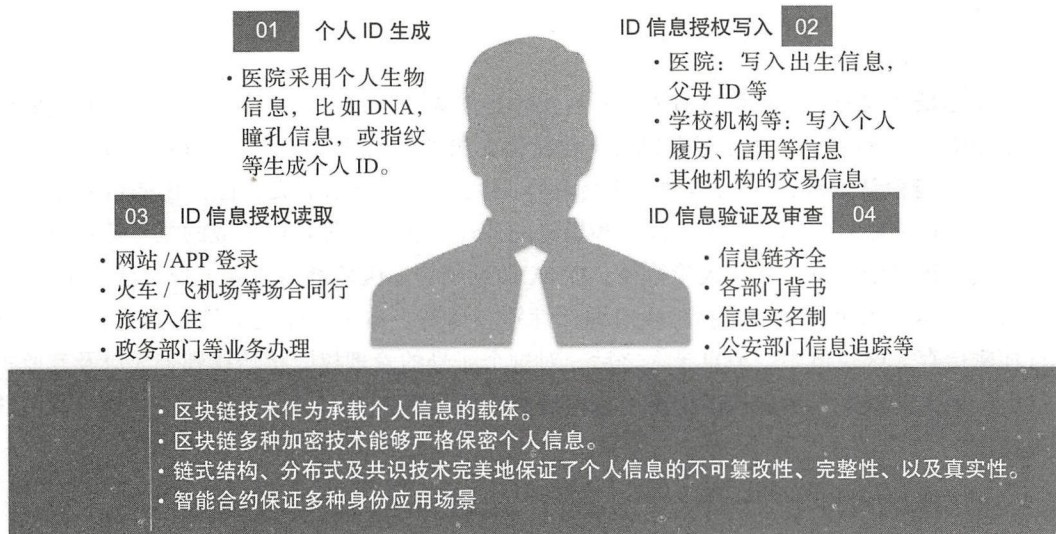 01 个人 ID 生成
· 医院采用个人生物
信息，比如 DNA，
瞳孔信息，或指纹
等生成个人 ID。
ID 信息授权写入 02
· 医院：写入出生信息，
父母 ID 等
· 学校机构等：写入个人
履历、信用等信息
· 其他机构的交易信息
03 ID 信息授权读取
· 网站 /APP 登录
· 火车 / 飞机场等场合同行
· 旅馆入住
· 政务部门等业务办理
ID 信息验证及审查 04
· 信息链齐全
· 各部门背书
· 信息实名制
· 公安部门信息追踪等
· 区块链技术作为承载个人信息的载体。
· 区块链多种加密技术能够严格保密个人信息。
· 链式结构、分布式及共识技术完美地保证了个人信息的不可篡改性、完整性、以及真实性。
· 智能合约保证多种身份应用场景